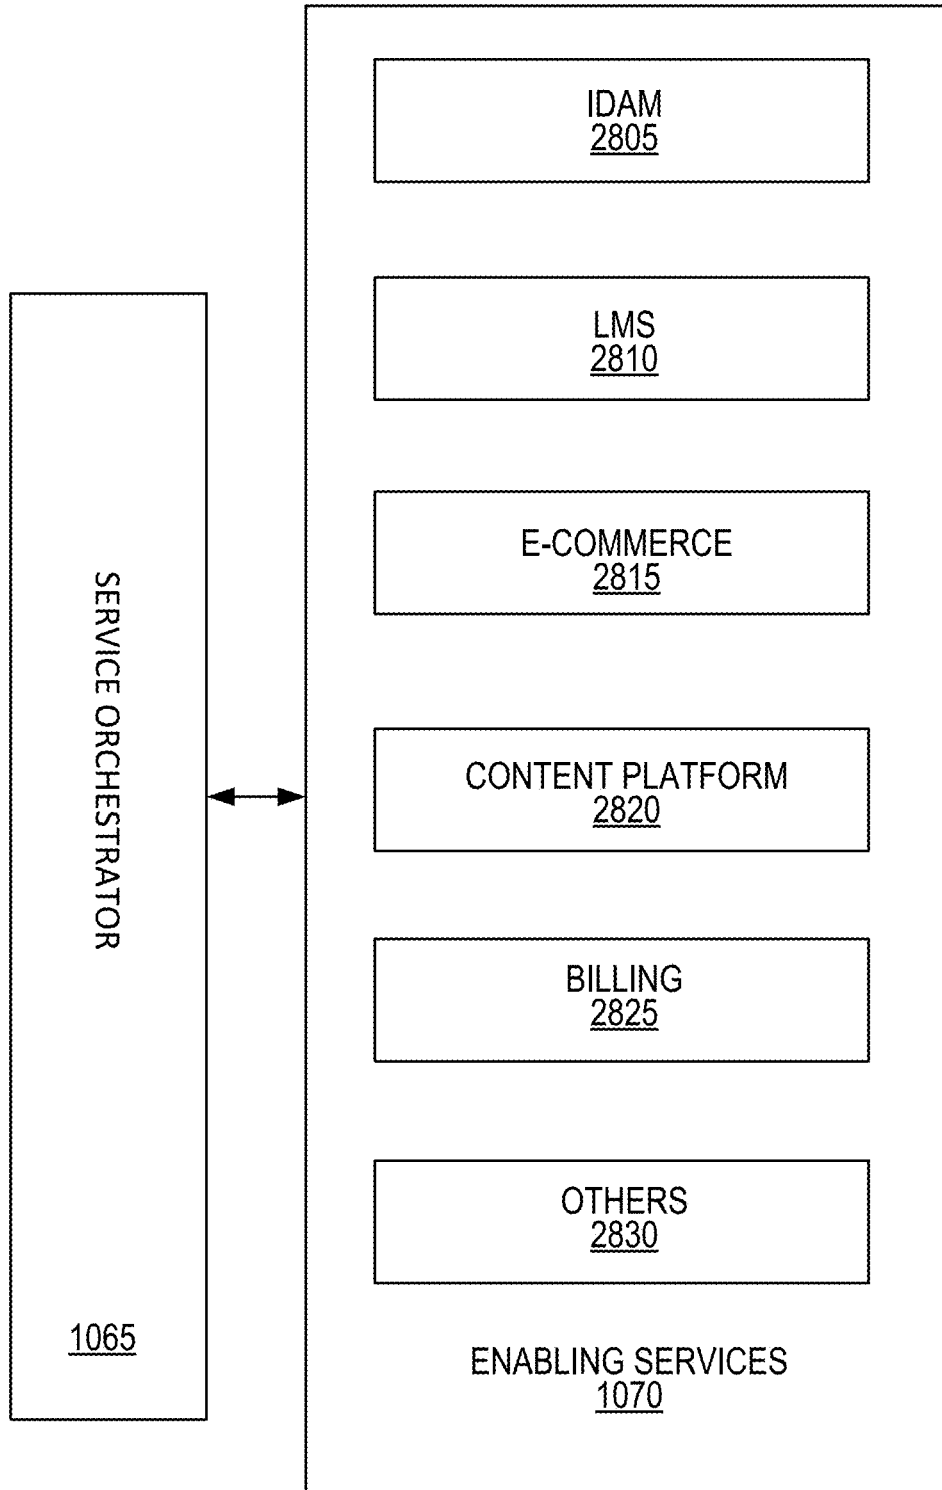 IDAM
2805
LMS
2810
E-COMMERCE
2815
CONTENT PLATFORM
2820
BILLING
2825
OTHERS
2830
ENABLING SERVICES
1070
SERVICE ORCHESTRATOR
1065